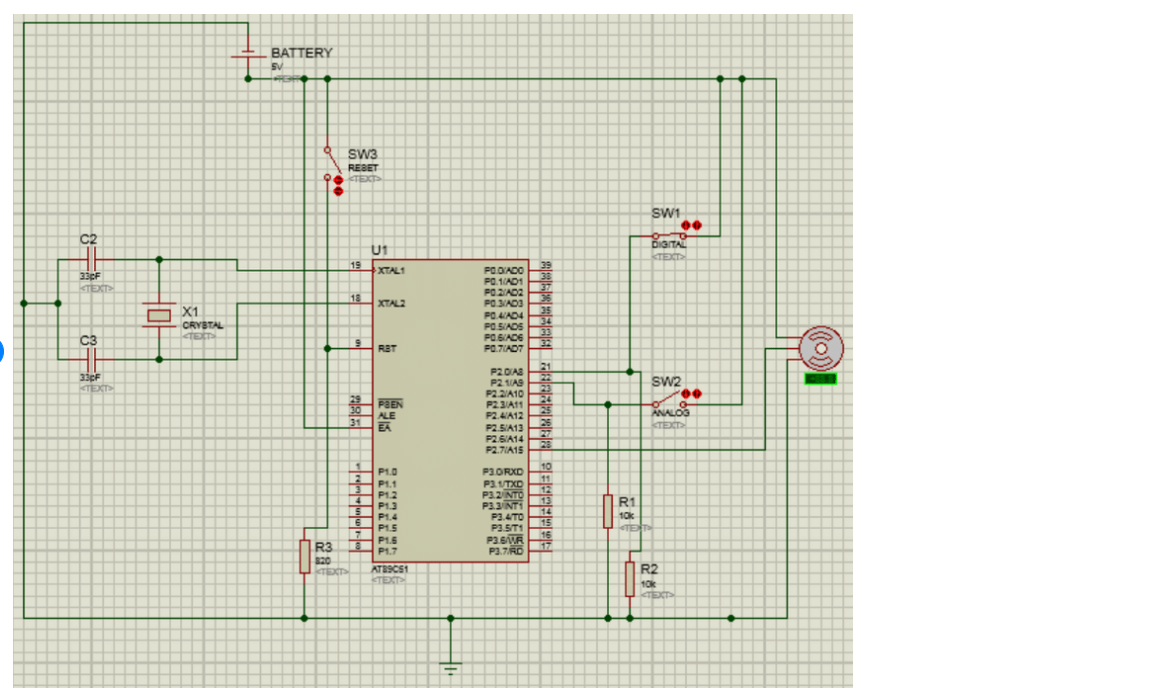 BATTERY
5V
<TEXT>
SW3
RESET
<TEXT>
SW1
DIGITAL
<TEXT>
C2
33pF
<TEXT>
X1
CRYSTAL
<TEXT>
C3
33pF
<TEXT>
U1
19 XTAL1
18 XTAL2
9 RST
29 PSEN
30 ALE
31 EA
1 P1.0
2 P1.1
3 P1.2
4 P1.3
5 P1.4
6 P1.5
7 P1.6
8 P1.7
P0.0/AD0 39
P0.1/AD1 38
P0.2/AD2 37
P0.3/AD3 36
P0.4/AD4 35
P0.5/AD5 34
P0.6/AD6 33
P0.7/AD7 32
P2.0/A8 21
P2.1/A9 22
P2.2/A10 23
P2.3/A11 24
P2.4/A12 25
P2.5/A13 26
P2.6/A14 27
P2.7/A15 28
P3.0/RXD 10
P3.1/TXD 11
P3.2/INT0 12
P3.3/INT1 13
P3.4/T0 14
P3.5/T1 15
P3.6/WR 16
P3.7/RD 17
AT89C51
<TEXT>
SW2
ANALOG
<TEXT>
R1
10k
<TEXT>
R2
10k
<TEXT>
R3
820
<TEXT>